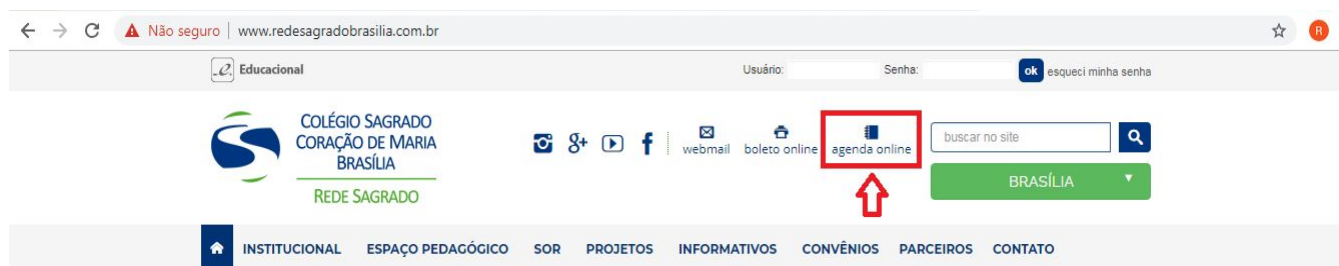 Não seguro | www.redesagradobrasilia.com.br R
.e. Educacional Usuário: Senha: ok esqueci minha senha
COLÉGIO SAGRADO
CORAÇÃO DE MARIA
BRASÍLIA
REDE SAGRADO
8+ f webmail boleto online agenda online
buscar no site
BRASÍLIA
INSTITUCIONAL ESPAÇO PEDAGÓGICO SOR PROJETOS INFORMATIVOS CONVÊNIOS PARCEIROS CONTATO